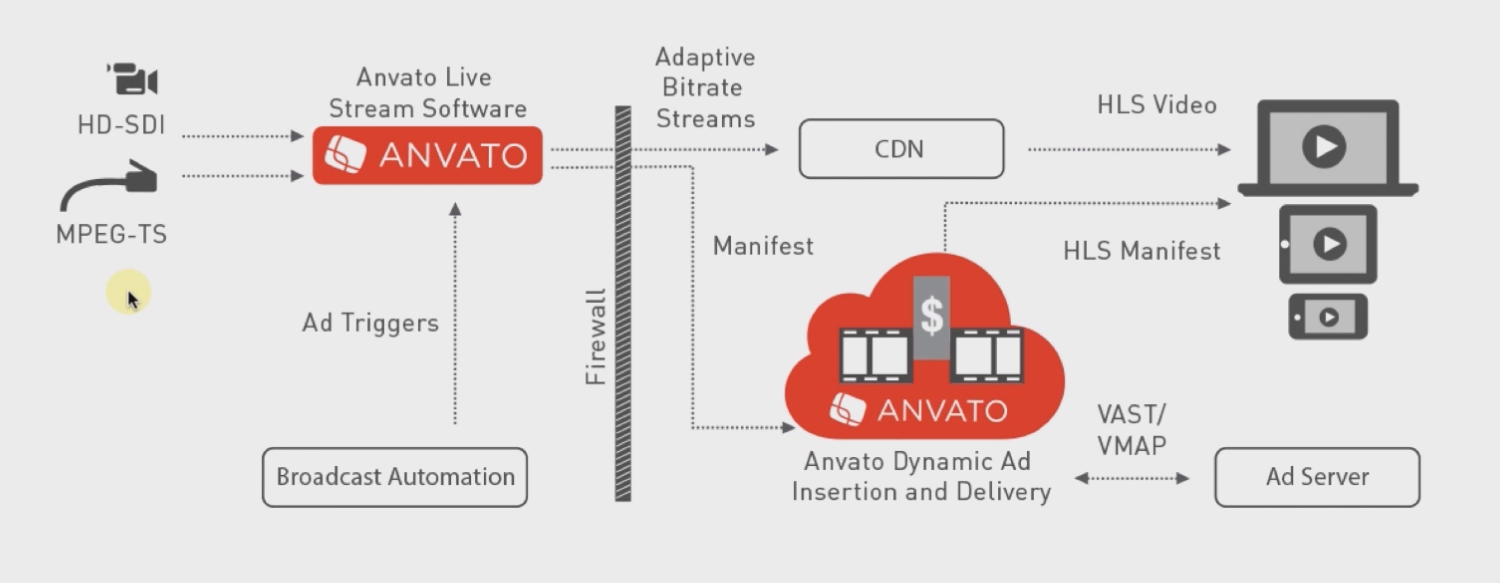 HD-SDI
MPEG-TS
Anvato Live
Stream Software
ANVATO
Ad Triggers
Broadcast Automation
Firewall
Adaptive
Bitrate
Streams
Manifest
CDN
HLS Video
HLS Manifest
$
ANVATO
Anvato Dynamic Ad
Insertion and Delivery
VAST/
VMAP
Ad Server